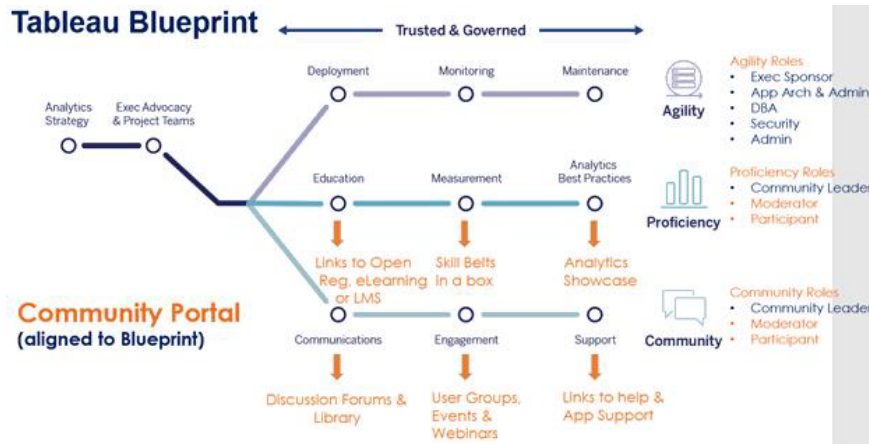 Tableau Blueprint
Trusted & Governed
Deployment
Monitoring
Maintenance
Agility
Agility Roles
• Exec Sponsor
• App Arch & Admin
• DBA
• Security
• Admin
Analytics
Strategy
Exec Advocacy
& Project Teams
Education
Measurement
Analytics
Best Practices
Proficiency
Proficiency Roles
• Community Leader
• Moderator
• Participant
Links to Open
Reg, eLearning
or LMS
Skill Belts
in a box
Analytics
Showcase
Community Portal
(aligned to Blueprint)
Communications
Engagement
Support
Community
Community Roles
• Community Leader
• Moderator
• Participant
Discussion Forums &
Library
User Groups,
Events &
Webinars
Links to help &
App Support